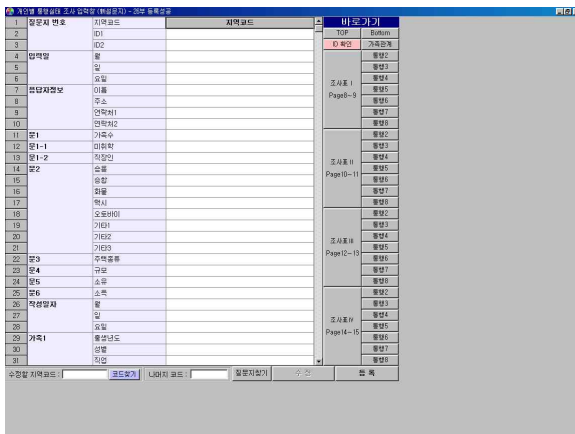 개인별 통행실태 조사 입력창 (빠설문지) - 26부 등록성공
1 질문지 번호 지역코드 지역코드
2 ID1
3 ID2
4 입력일 월
5 일
6 요일
7 응답자정보 이름
8 주소
9 연락처1
10 연락처2
11 문1 가족수
12 문1-1 미취학
13 문1-2 직장인
14 문2 승용
15 승합
16 화물
17 택시
18 오토바이
19 기타1
20 기타2
21 기타3
22 문3 주택종류
23 문4 규모
24 문5 소유
25 문6 소득
26 작성일자 월
27 일
28 요일
29 가족1 출생년도
30 성별
31 직업
바로가기
TOP Bottom
ID 확인 가족관계
조사표 I
Page8~9
통행2
통행3
통행4
통행5
통행6
통행7
통행8
조사표 II
Page10~11
통행2
통행3
통행4
통행5
통행6
통행7
통행8
조사표 III
Page12~13
통행2
통행3
통행4
통행5
통행6
통행7
통행8
조사표 IV
Page14~15
통행2
통행3
통행4
통행5
통행6
통행7
통행8
수정할 지역코드 : 코드찾기 나머지 코드 : 질문지찾기 수 정 등 록